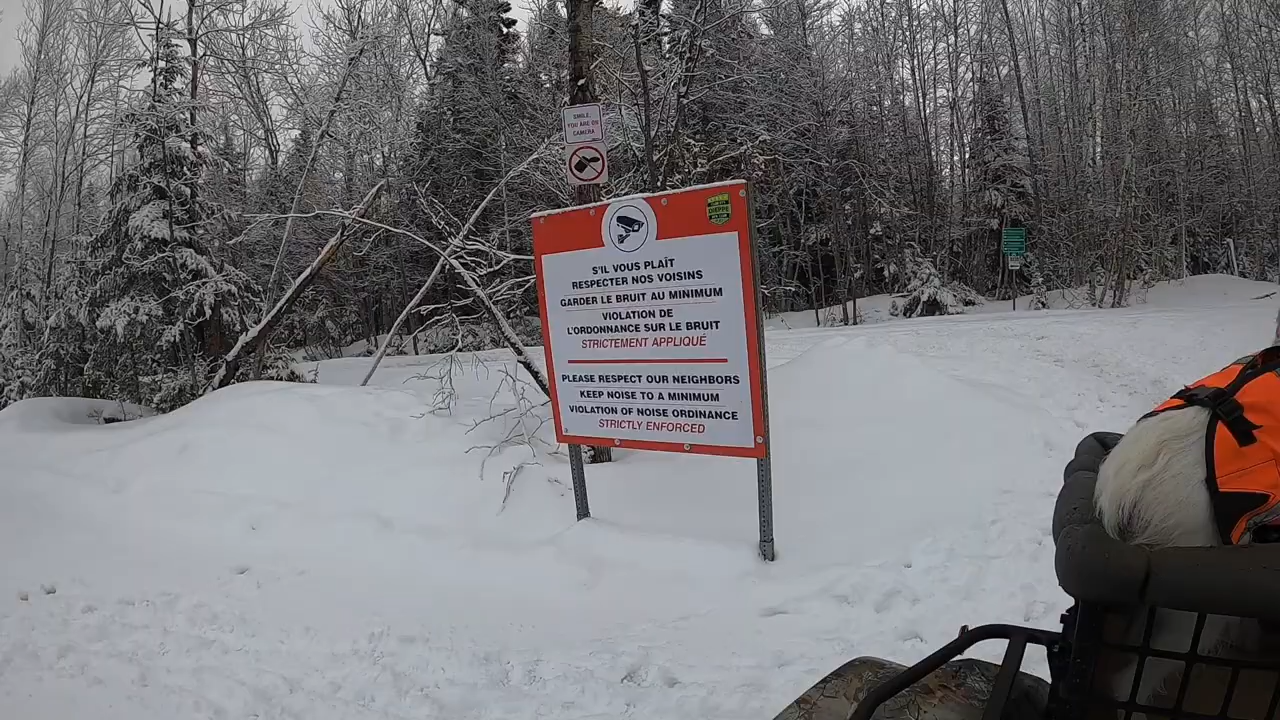 SMILE,
YOU ARE ON
CAMERA
DIEPPE
S'IL VOUS PLAÎT
RESPECTER NOS VOISINS
GARDER LE BRUIT AU MINIMUM
VIOLATION DE
L'ORDONNANCE SUR LE BRUIT
STRICTEMENT APPLIQUÉ
PLEASE RESPECT OUR NEIGHBORS
KEEP NOISE TO A MINIMUM
VIOLATION OF NOISE ORDINANCE
STRICTLY ENFORCED